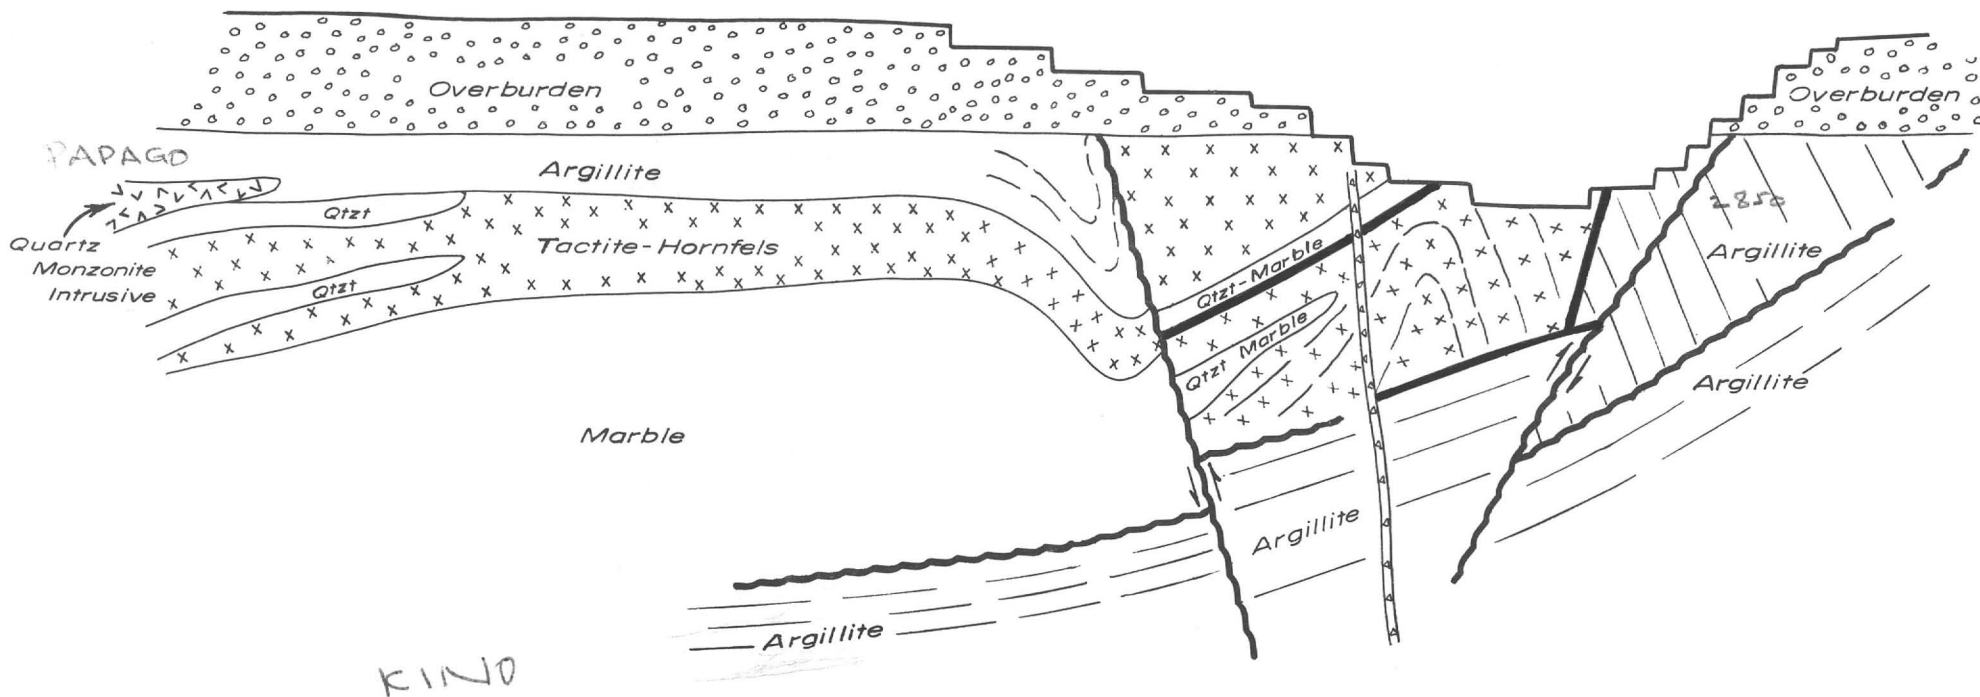 Overburden
Overburden
PAPAGO
Argillite
Qtzt
Quartz
Monzonite
Intrusive
Tactite-Hornfels
Qtzt
Qtzt-Marble
Qtzt Marble
2850
Argillite
Argillite
Marble
Argillite
Argillite
KINO